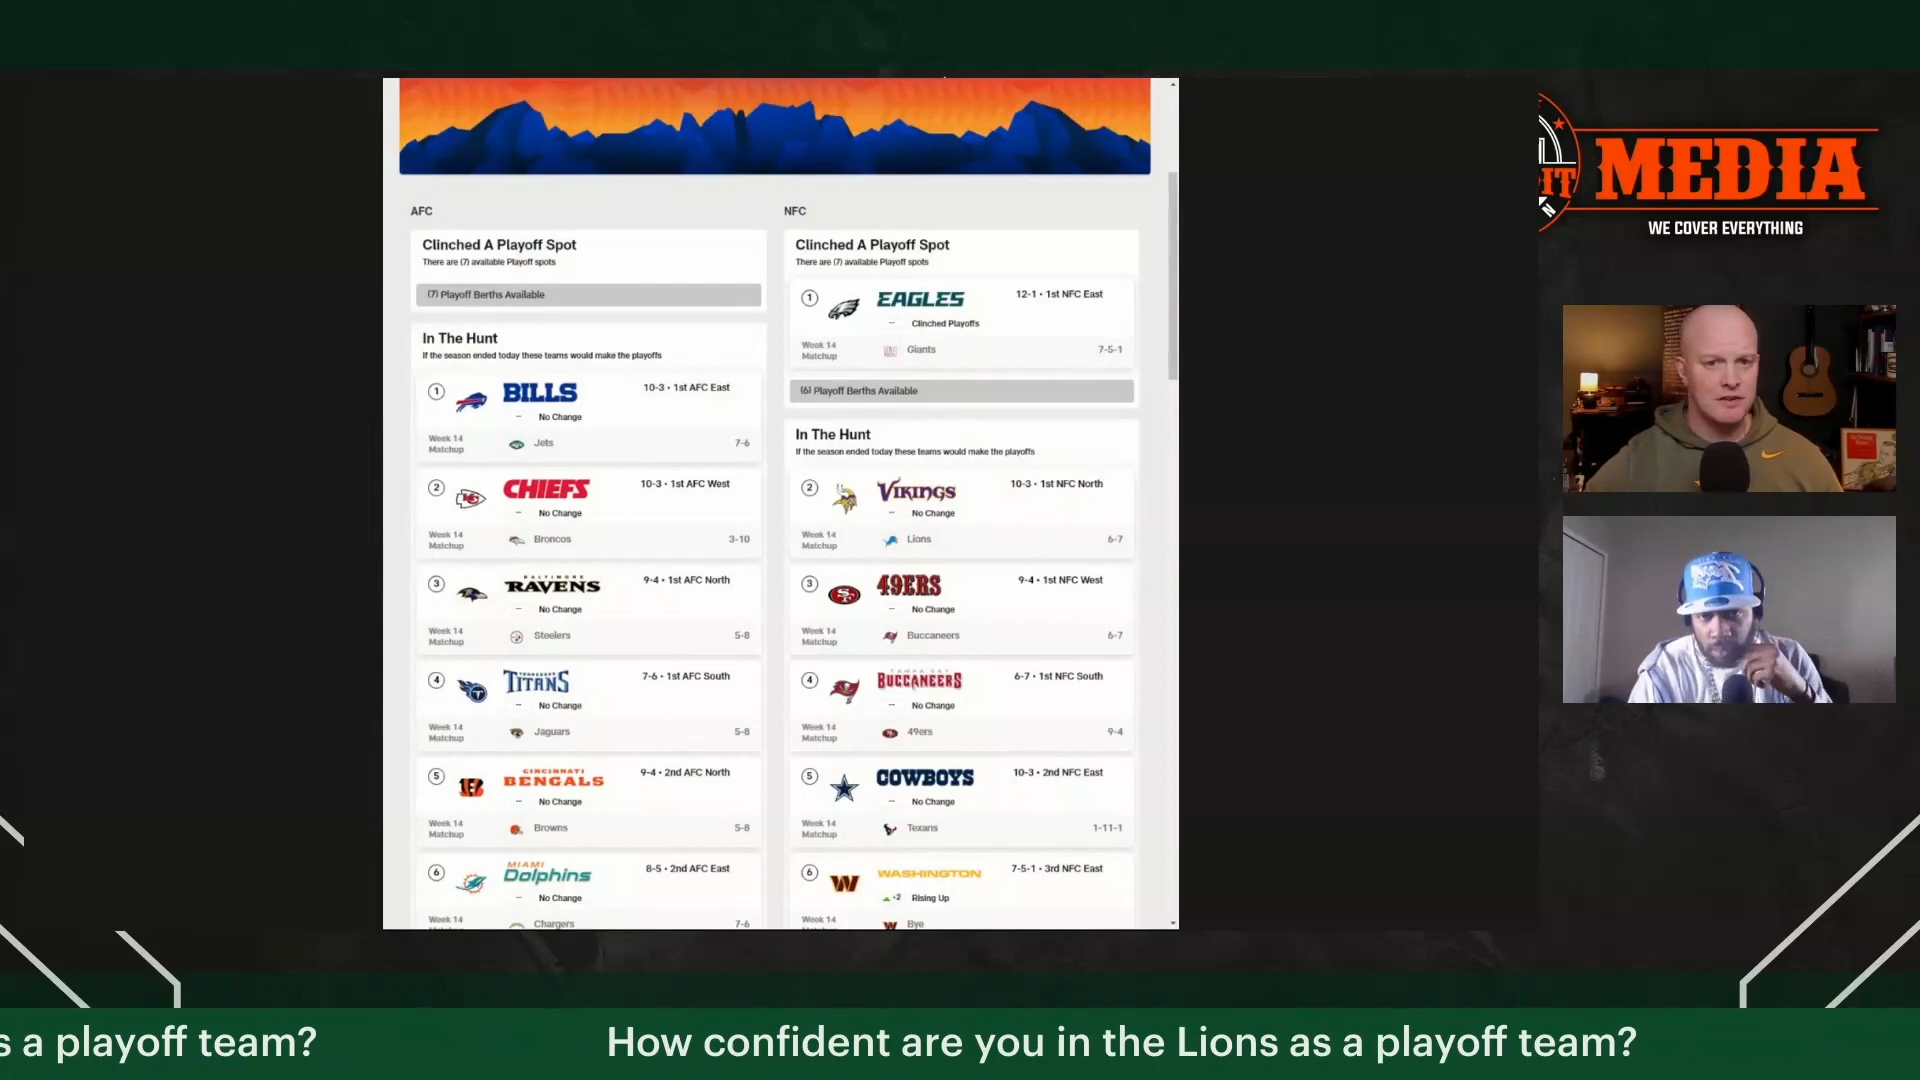 AFC
Clinched A Playoff Spot
There are (7) available Playoff spots
(7) Playoff Berths Available
In The Hunt
If the season ended today these teams would make the playoffs
1 BILLS 10-3 • 1st AFC East
-- No Change
Week 14 Matchup Jets 7-6
2 CHIEFS 10-3 • 1st AFC West
-- No Change
Week 14 Matchup Broncos 3-10
3 BALTIMORE RAVENS 9-4 • 1st AFC North
-- No Change
Week 14 Matchup Steelers 5-8
4 TENNESSEE TITANS 7-6 • 1st AFC South
-- No Change
Week 14 Matchup Jaguars 5-8
5 CINCINNATI BENGALS 9-4 • 2nd AFC North
-- No Change
Week 14 Matchup Browns 5-8
6 MIAMI Dolphins 8-5 • 2nd AFC East
-- No Change
Week 14 Chargers 7-6
NFC
Clinched A Playoff Spot
There are (7) available Playoff spots
1 EAGLES 12-1 • 1st NFC East
-- Clinched Playoffs
Week 14 Matchup Giants 7-5-1
(6) Playoff Berths Available
In The Hunt
If the season ended today these teams would make the playoffs
2 VIKINGS 10-3 • 1st NFC North
-- No Change
Week 14 Matchup Lions 6-7
3 49ERS 9-4 • 1st NFC West
-- No Change
Week 14 Matchup Buccaneers 6-7
4 TAMPA BAY BUCCANEERS 6-7 • 1st NFC South
-- No Change
Week 14 Matchup 49ers 9-4
5 COWBOYS 10-3 • 2nd NFC East
-- No Change
Week 14 Matchup Texans 1-11-1
6 WASHINGTON 7-5-1 • 3rd NFC East
+2 Rising Up
Week 14 Bye
IT MEDIA
N
WE COVER EVERYTHING
s a playoff team? How confident are you in the Lions as a playoff team?